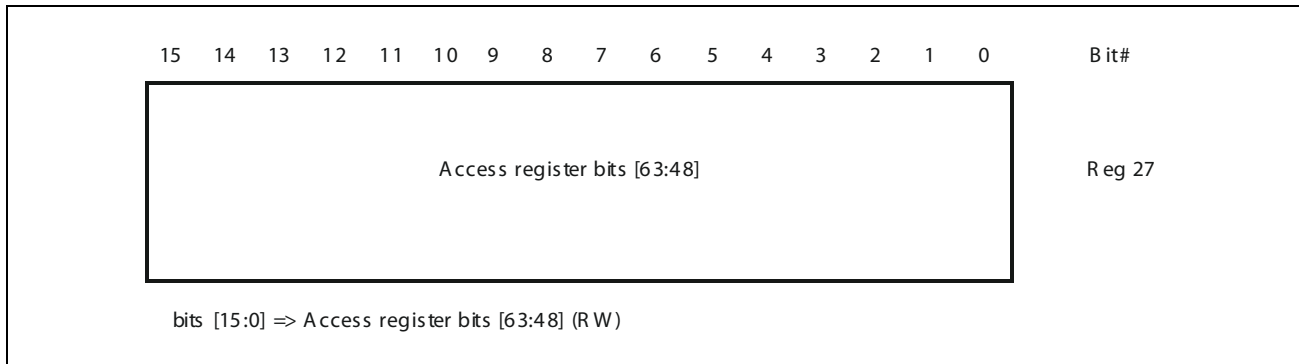 15 14 13 12 11 10 9 8 7 6 5 4 3 2 1 0 Bit#
Access register bits [63:48] Reg 27
bits [15:0] => Access register bits [63:48] (RW)